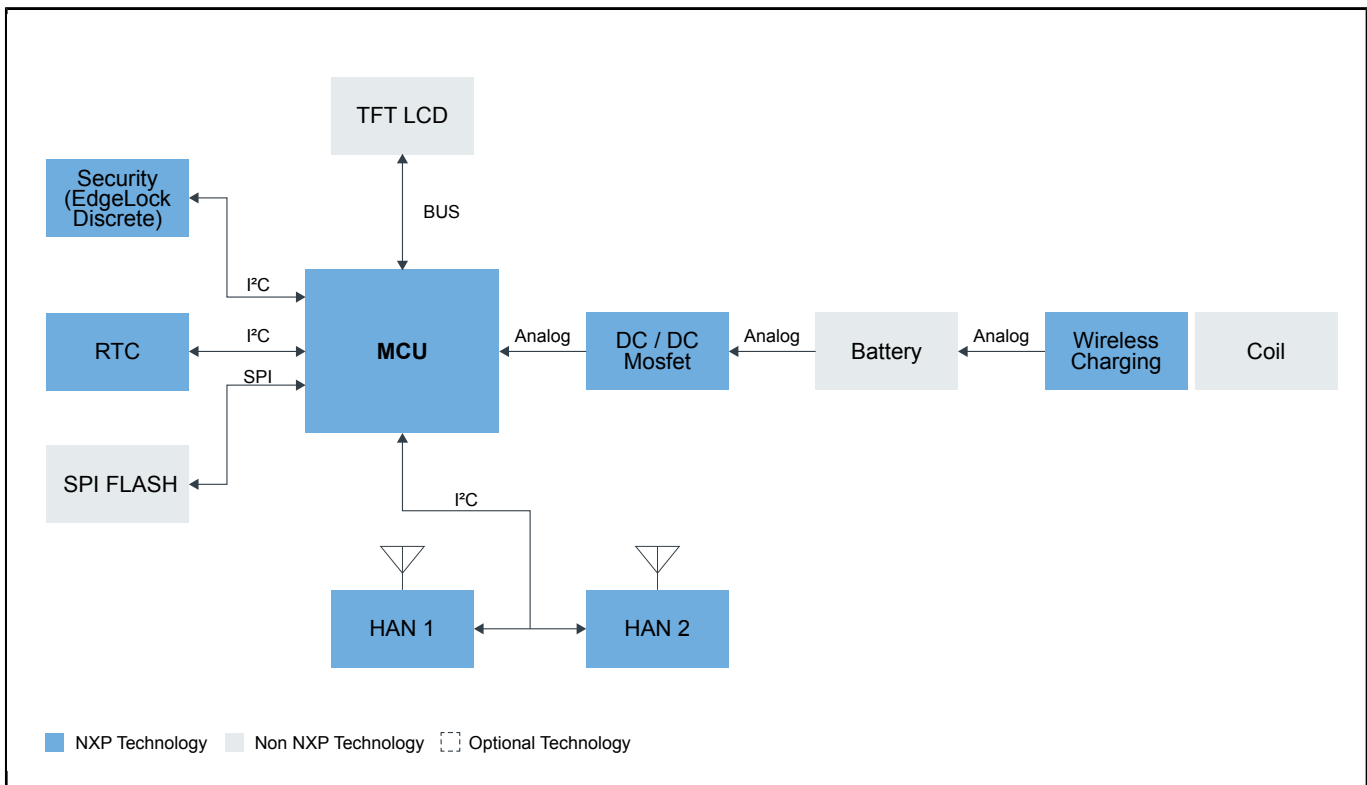 TFT LCD
Security
(EdgeLock
Discrete)
BUS
I²C
RTC
I²C
MCU
Analog
DC / DC
Mosfet
Analog
Battery
Analog
Wireless
Charging
Coil
SPI
SPI FLASH
I²C
HAN 1
HAN 2
NXP Technology
Non NXP Technology
Optional Technology